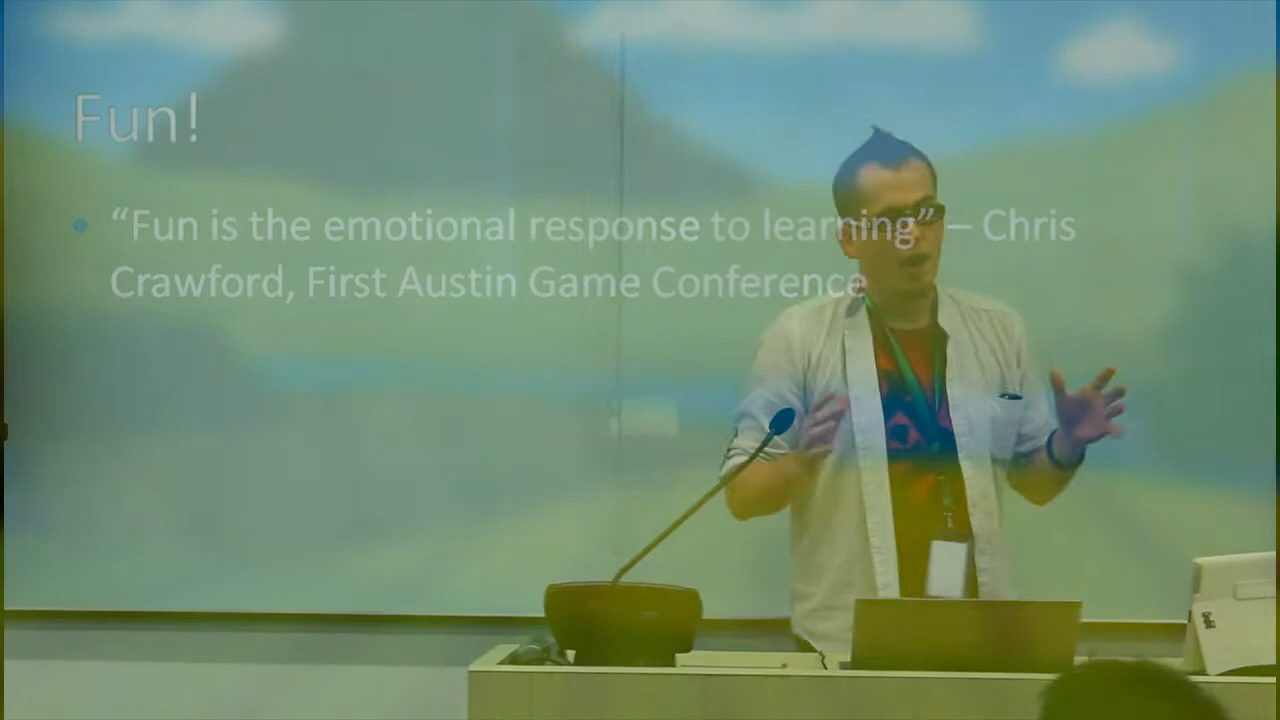 Fun!
• “Fun is the emotional response to learning” – Chris
Crawford, First Austin Game Conference